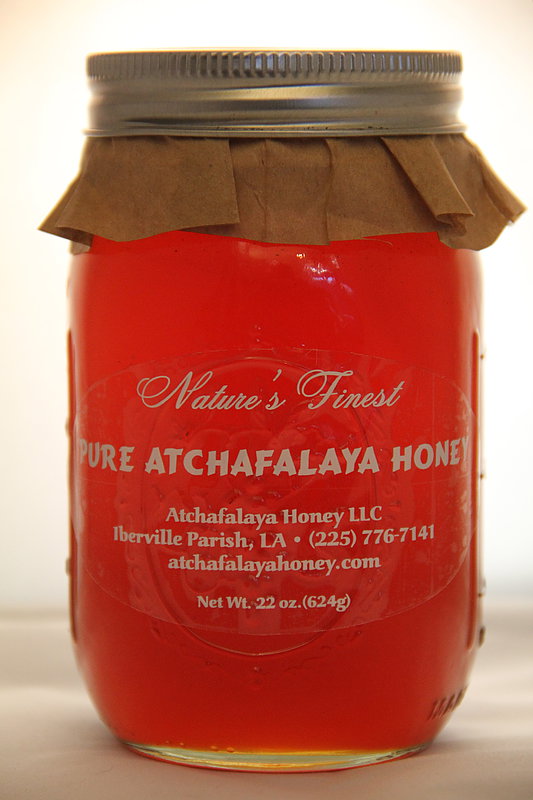 Nature's Finest
PURE ATCHAFALAYA HONEY
Atchafalaya Honey LLC
Iberville Parish, LA • (225) 776-7141
atchafalayahoney.com
Net Wt. 22 oz.(624g)